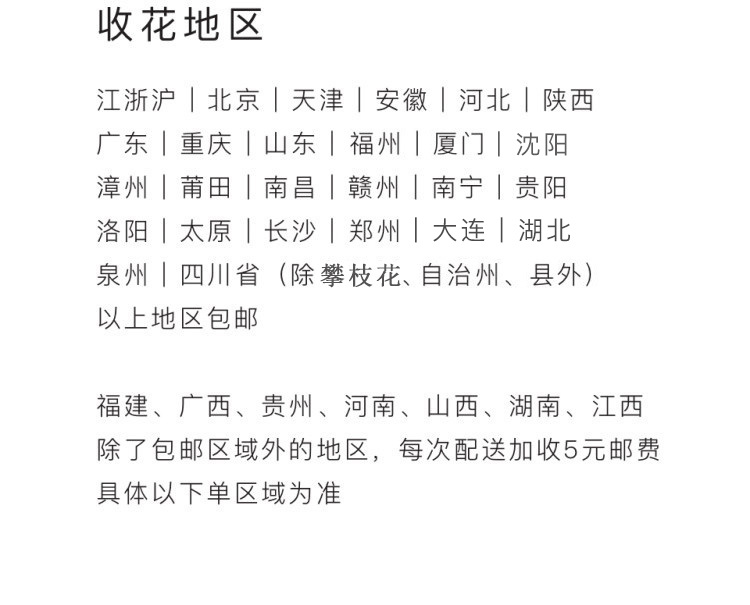 收花地区
江浙沪｜北京｜天津｜安徽｜河北｜陕西
广东｜重庆｜山东｜福州｜厦门｜沈阳
漳州｜莆田｜南昌｜赣州｜南宁｜贵阳
洛阳｜太原｜长沙｜郑州｜大连｜湖北
泉州｜四川省（除攀枝花、自治州、县外）
以上地区包邮
福建、广西、贵州、河南、山西、湖南、江西
除了包邮区域外的地区，每次配送加收5元邮费
具体以下单区域为准